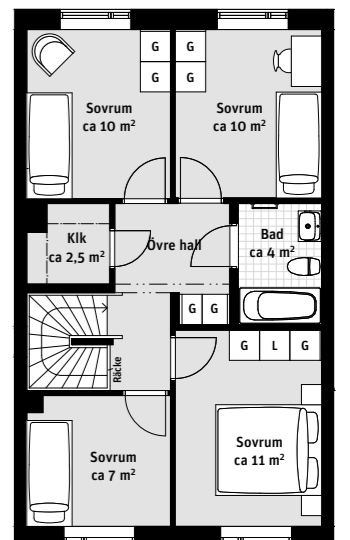 G G
G G
Sovrum
ca 10 m²
Sovrum
ca 10 m²
Klk
ca 2,5 m²
Övre hall
Bad
ca 4 m²
G G
Räcke
G L G
Sovrum
ca 7 m²
Sovrum
ca 11 m²